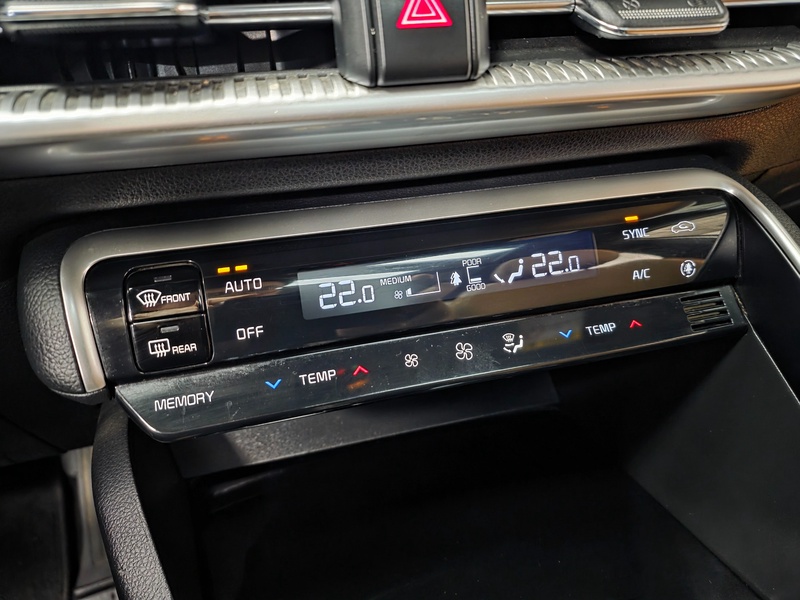 SYNC
POOR
AUTO
22.0
MEDIUM
GOOD
22.0
A/C
FRONT
OFF
REAR
TEMP
TEMP
MEMORY